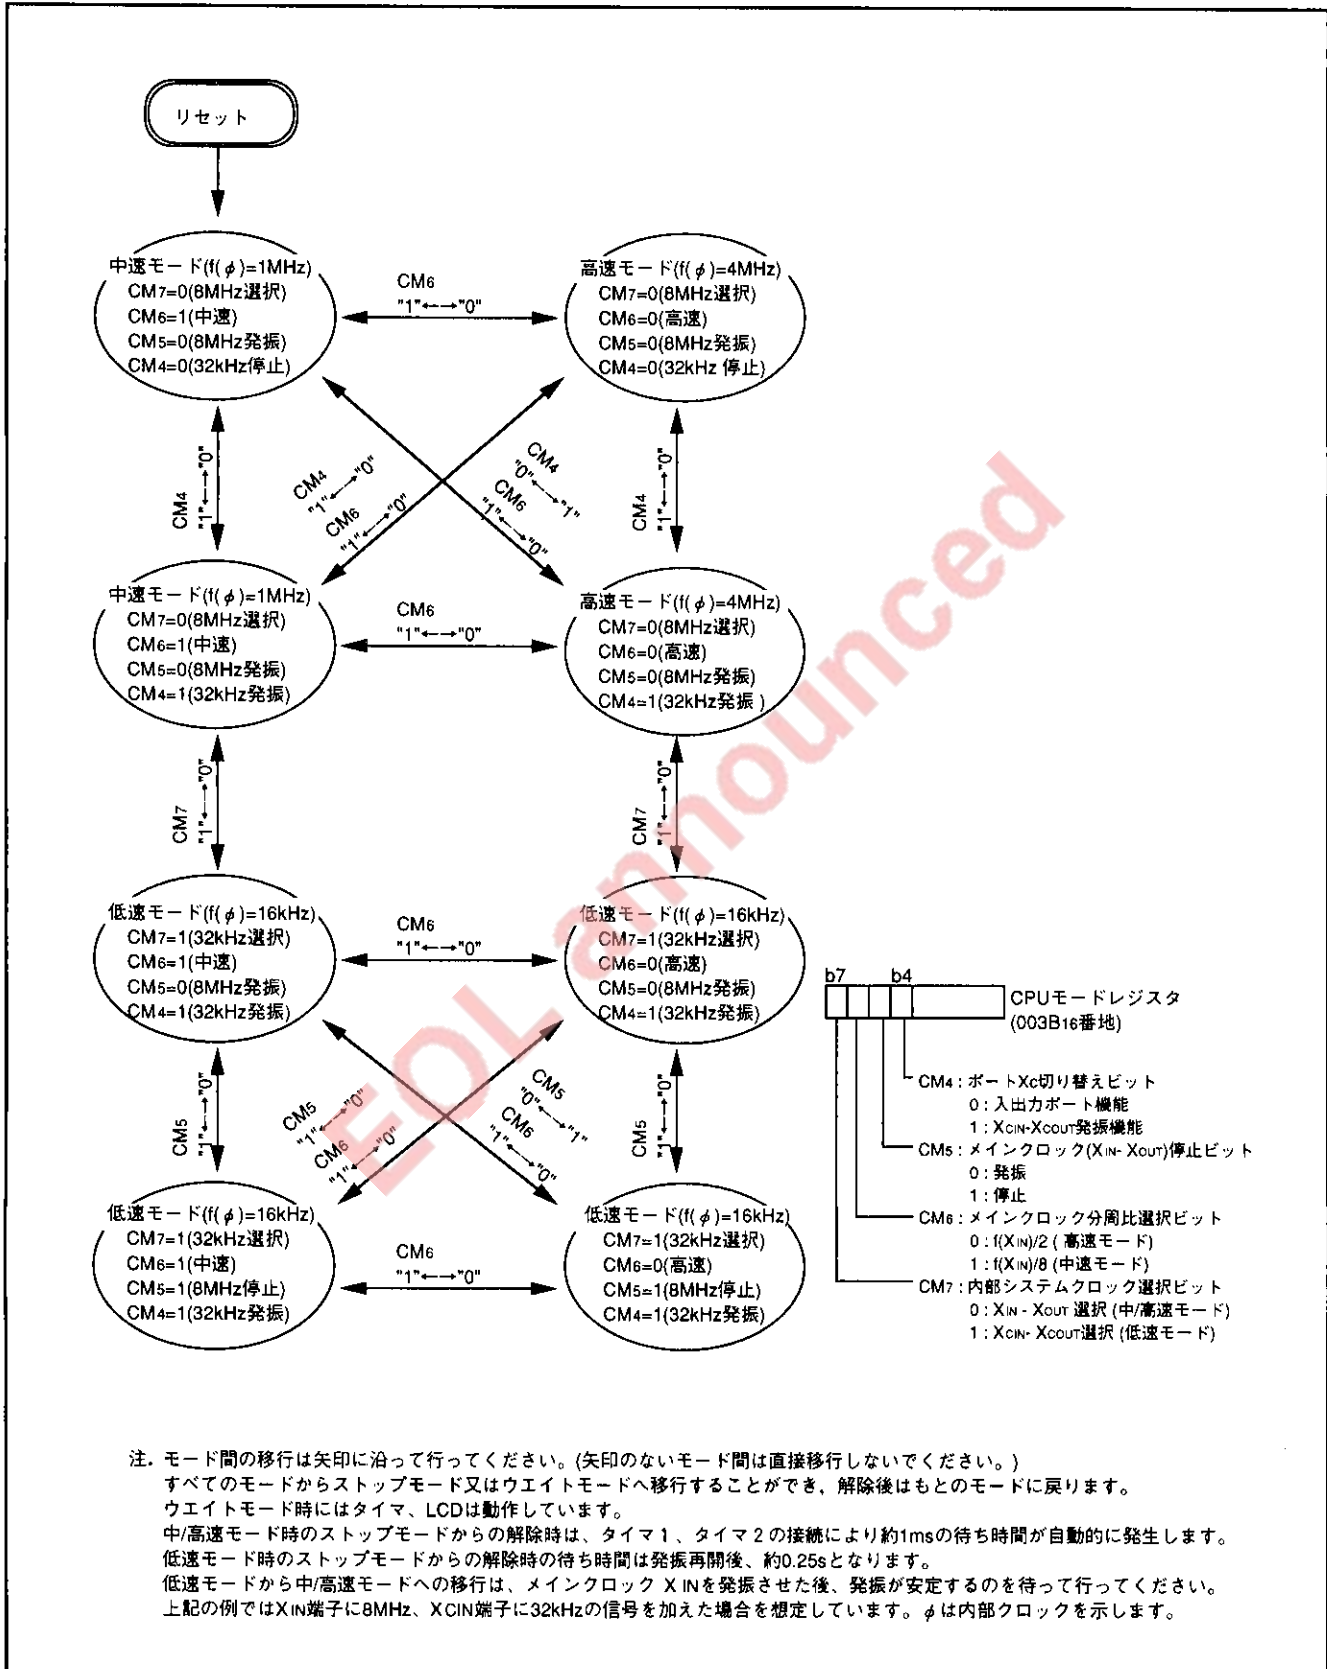 リセット
中速モード(f(φ)=1MHz)
CM7=0(8MHz選択)
CM6=1(中速)
CM5=0(8MHz発振)
CM4=0(32kHz停止)
CM6
"1"←→"0"
高速モード(f(φ)=4MHz)
CM7=0(8MHz選択)
CM6=0(高速)
CM5=0(8MHz発振)
CM4=0(32kHz 停止)
CM4
"1"←→"0"
CM4
"1"←→"0"
CM6
"1"←→"0"
CM4
"0"←→"1"
CM6
"1"←→"0"
CM4
"1"←→"0"
中速モード(f(φ)=1MHz)
CM7=0(8MHz選択)
CM6=1(中速)
CM5=0(8MHz発振)
CM4=1(32kHz発振)
CM6
"1"←→"0"
高速モード(f(φ)=4MHz)
CM7=0(8MHz選択)
CM6=0(高速)
CM5=0(8MHz発振)
CM4=1(32kHz発振 )
CM7
"1"←→"0"
CM7
"1"←→"0"
低速モード(f(φ)=16kHz)
CM7=1(32kHz選択)
CM6=1(中速)
CM5=0(8MHz発振)
CM4=1(32kHz発振)
CM6
"1"←→"0"
低速モード(f(φ)=16kHz)
CM7=1(32kHz選択)
CM6=0(高速)
CM5=0(8MHz発振)
CM4=1(32kHz発振)
CM5
"1"←→"0"
CM5
"1"←→"0"
CM6
"1"←→"0"
CM5
"0"←→"1"
CM6
"1"←→"0"
CM5
"1"←→"0"
低速モード(f(φ)=16kHz)
CM7=1(32kHz選択)
CM6=1(中速)
CM5=1(8MHz停止)
CM4=1(32kHz発振)
CM6
"1"←→"0"
低速モード(f(φ)=16kHz)
CM7=1(32kHz選択)
CM6=0(高速)
CM5=1(8MHz停止)
CM4=1(32kHz発振)
b7 b4
CPUモードレジスタ
(003B16番地)
CM4 : ポートXc切り替えビット
0 : 入出力ポート機能
1 : XCIN-XCOUT発振機能
CM5 : メインクロック(XIN- XOUT)停止ビット
0 : 発振
1 : 停止
CM6 : メインクロック分周比選択ビット
0 : f(XIN)/2 ( 高速モード)
1 : f(XIN)/8 (中速モード)
CM7 : 内部システムクロック選択ビット
0 : XIN - XOUT 選択 (中/高速モード)
1 : XCIN- XCOUT選択 (低速モード)
注. モード間の移行は矢印に沿って行ってください。(矢印のないモード間は直接移行しないでください。)
すべてのモードからストップモード又はウエイトモードへ移行することができ、解除後はもとのモードに戻ります。
ウエイトモード時にはタイマ、LCDは動作しています。
中/高速モード時のストップモードからの解除時は、タイマ 1 、タイマ 2 の接続により約1msの待ち時間が自動的に発生します。
低速モード時のストップモードからの解除時の待ち時間は発振再開後、約0.25sとなります。
低速モードから中/高速モードへの移行は、メインクロック X INを発振させた後、発振が安定するのを待って行ってください。
上記の例ではXIN端子に8MHz、XCIN端子に32kHzの信号を加えた場合を想定しています。φは内部クロックを示します。
EOL announced